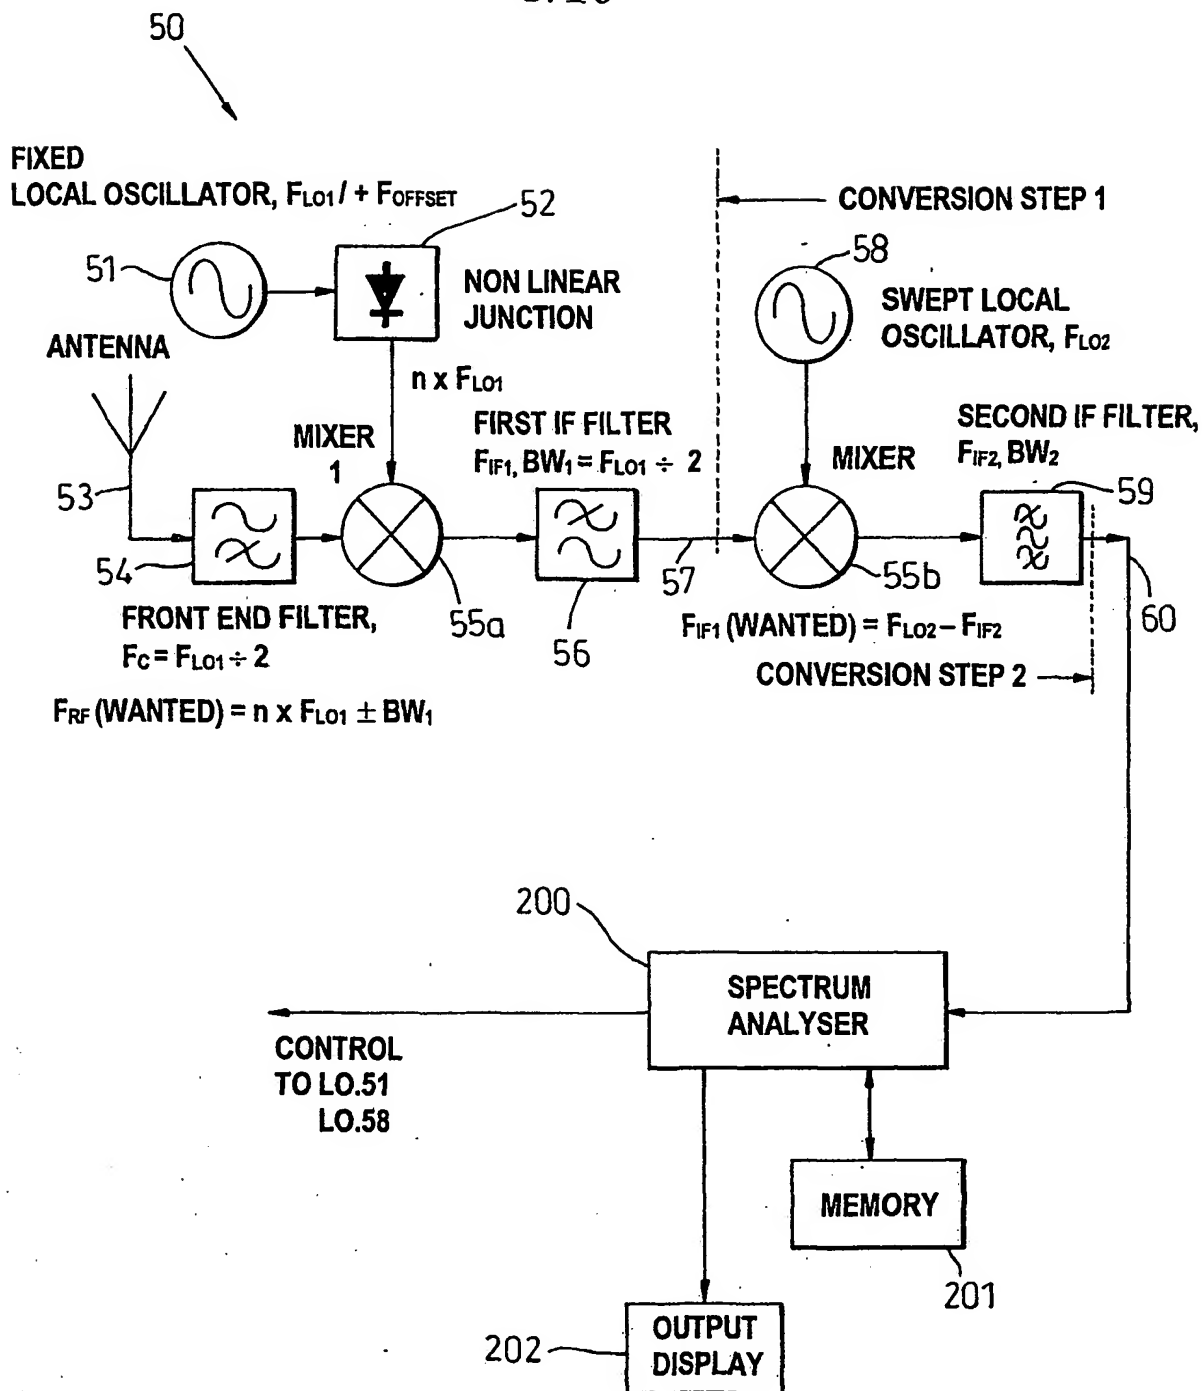 50
FIXED
LOCAL OSCILLATOR, FLO1/ + FOFFSET
52
CONVERSION STEP 1
51
58
NON LINEAR
JUNCTION
SWEPT LOCAL
OSCILLATOR, FLO2
ANTENNA
n x FLO1
MIXER
1
FIRST IF FILTER
FIF1, BW1 = FLO1 ÷ 2
MIXER
SECOND IF FILTER,
FIF2, BW2
59
53
54
55a
56
57
55b
60
FRONT END FILTER,
FC = FLO1 ÷ 2
FIF1 (WANTED) = FLO2 – FIF2
CONVERSION STEP 2
FRF (WANTED) = n x FLO1 ± BW1
200
SPECTRUM
ANALYSER
CONTROL
TO LO.51
LO.58
MEMORY
201
202
OUTPUT
DISPLAY